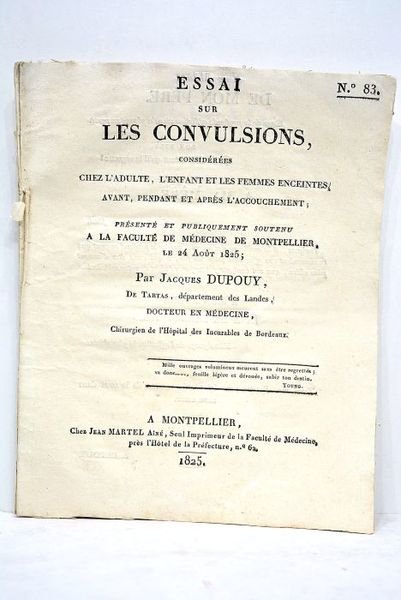 N.º 83.
ESSAI
SUR
LES CONVULSIONS,
CONSIDÉRÉES
CHEZ L'ADULTE, L'ENFANT ET LES FEMMES ENCEINTES,
AVANT, PENDANT ET APRÈS L'ACCOUCHEMENT;
PRÉSENTÉ ET PUBLIQUEMENT SOUTENU
A LA FACULTÉ DE MÉDECINE DE MONTPELLIER,
LE 24 AOÛT 1825;
Par JACQUES DUPOUY,
DE TARTAS, département des Landes,
DOCTEUR EN MÉDECINE,
Chirurgien de l'Hôpital des Incurables de Bordeaux.
Mille ouvrages volumineux meurent sans être regrettés;
va donc......, feuille légère et dévouée, subir ton destin.
YOUNG.
A MONTPELLIER,
Chez JEAN MARTEL AÎNÉ, Seul Imprimeur de la Faculté de Médecine,
près l'Hôtel de la Préfecture, n.º 62.
1825.